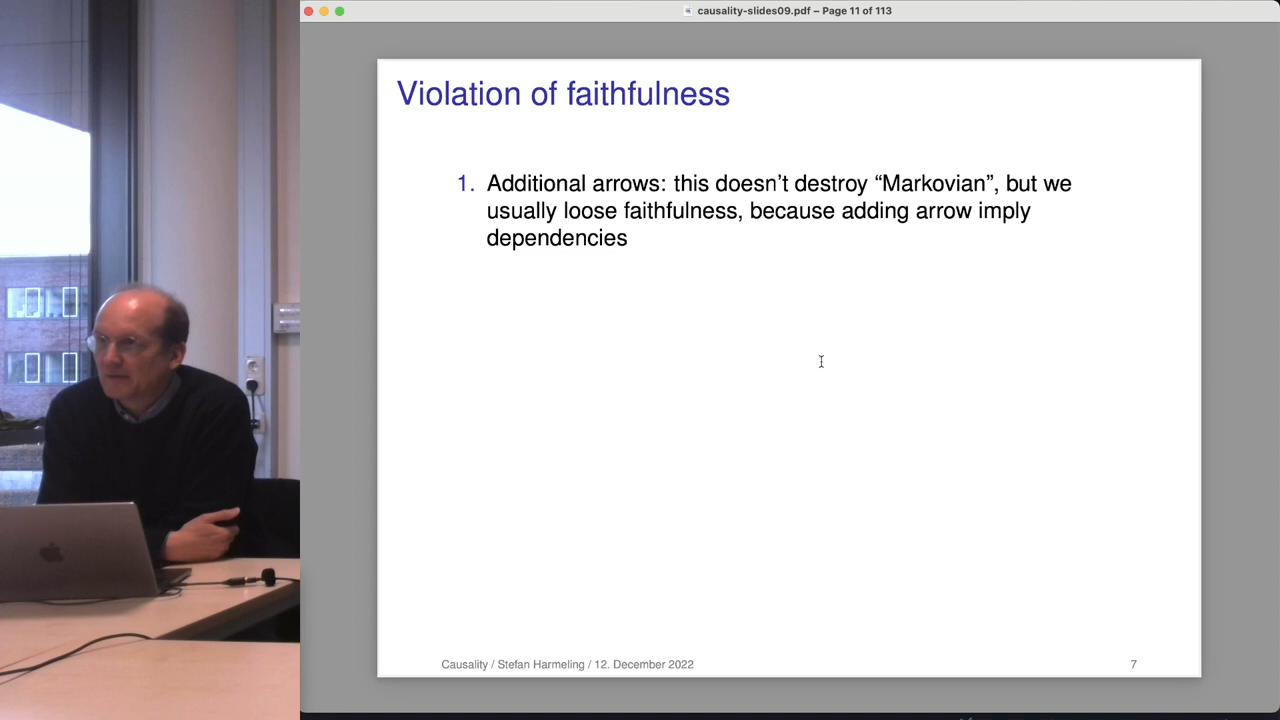 causality-slides09.pdf – Page 11 of 113
Violation of faithfulness
1. Additional arrows: this doesn't destroy “Markovian”, but we
usually loose faithfulness, because adding arrow imply
dependencies
Causality / Stefan Harmeling / 12. December 2022
7